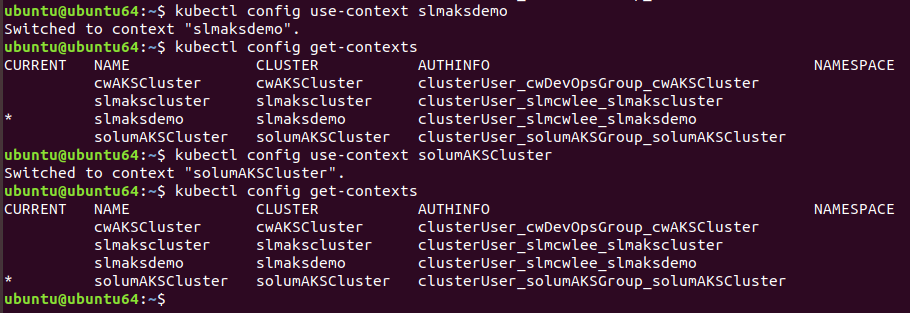 ubuntu@ubuntu64:~$ kubectl config use-context slmaksdemo
Switched to context "slmaksdemo".
ubuntu@ubuntu64:~$ kubectl config get-contexts
CURRENT   NAME              CLUSTER           AUTHINFO                                        NAMESPACE
          cwAKSCluster      cwAKSCluster      clusterUser_cwDevOpsGroup_cwAKSCluster
          slmakscluster     slmakscluster     clusterUser_slmcwlee_slmakscluster
*         slmaksdemo        slmaksdemo        clusterUser_slmcwlee_slmaksdemo
          solumAKSCluster   solumAKSCluster   clusterUser_solumAKSGroup_solumAKSCluster
ubuntu@ubuntu64:~$ kubectl config use-context solumAKSCluster
Switched to context "solumAKSCluster".
ubuntu@ubuntu64:~$ kubectl config get-contexts
CURRENT   NAME              CLUSTER           AUTHINFO                                        NAMESPACE
          cwAKSCluster      cwAKSCluster      clusterUser_cwDevOpsGroup_cwAKSCluster
          slmakscluster     slmakscluster     clusterUser_slmcwlee_slmakscluster
          slmaksdemo        slmaksdemo        clusterUser_slmcwlee_slmaksdemo
*         solumAKSCluster   solumAKSCluster   clusterUser_solumAKSGroup_solumAKSCluster
ubuntu@ubuntu64:~$